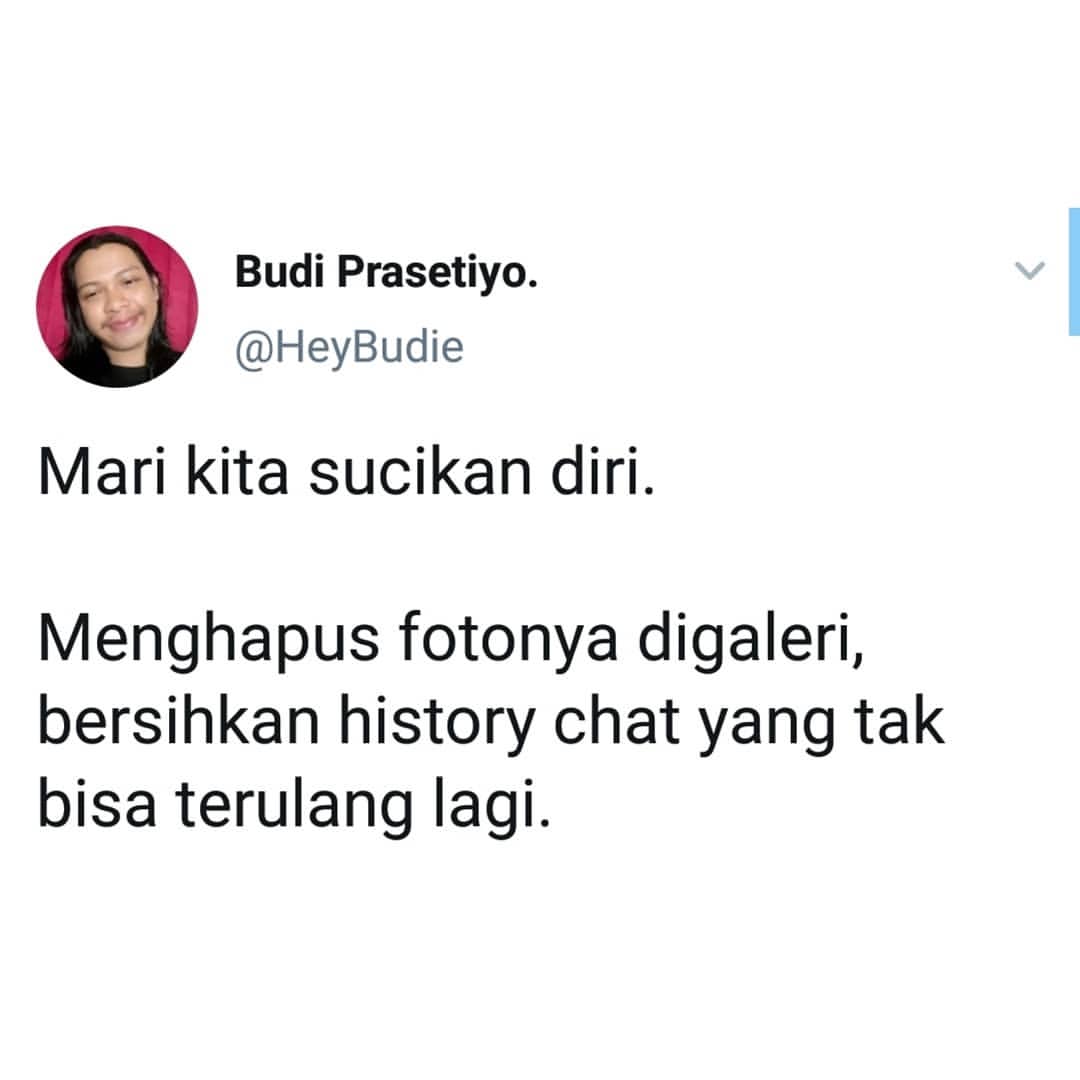 Budi Prasetiyo.
@HeyBudie
Mari kita sucikan diri.
Menghapus fotonya digaleri,
bersihkan history chat yang tak
bisa terulang lagi.